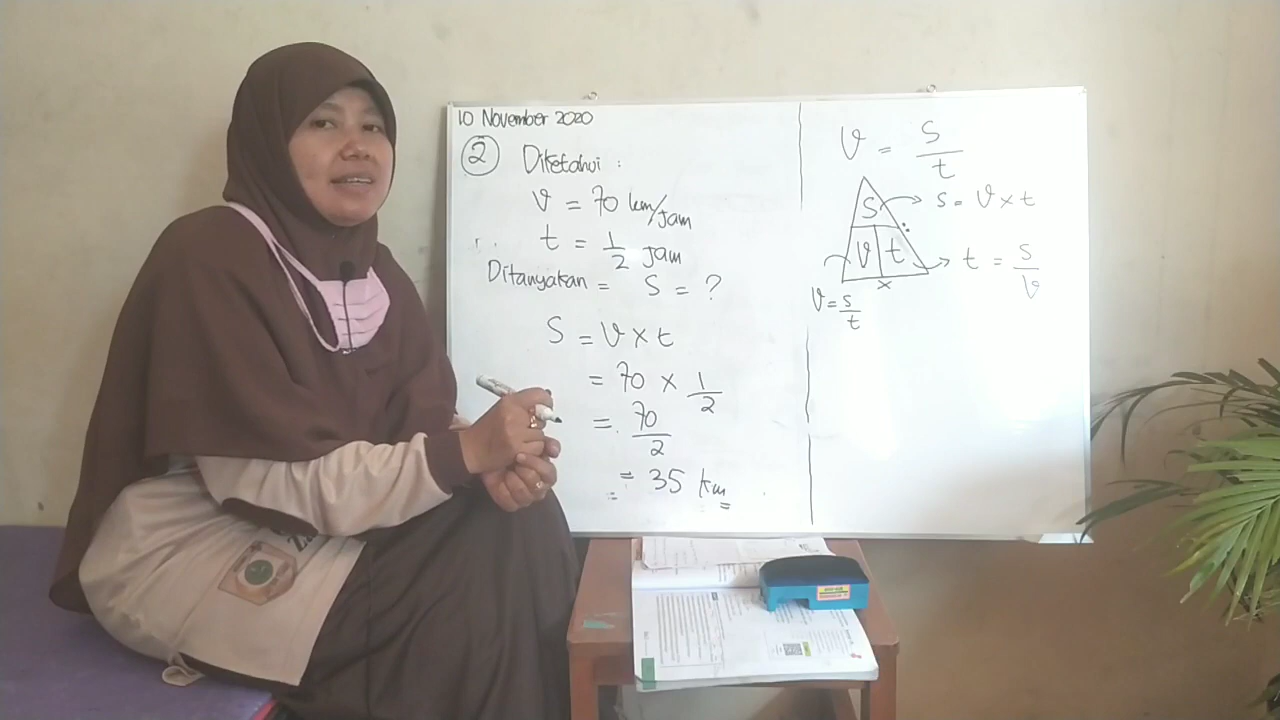 10 November 2020
2 Diketahui :
V = 70 km/jam
t = 1/2 jam
Ditanyakan = S = ?
S = V x t
= 70 x 1/2
= 70/2
= 35 km
V = S/t
S
V t
x
S = V x t
t = S/V
V = S/t